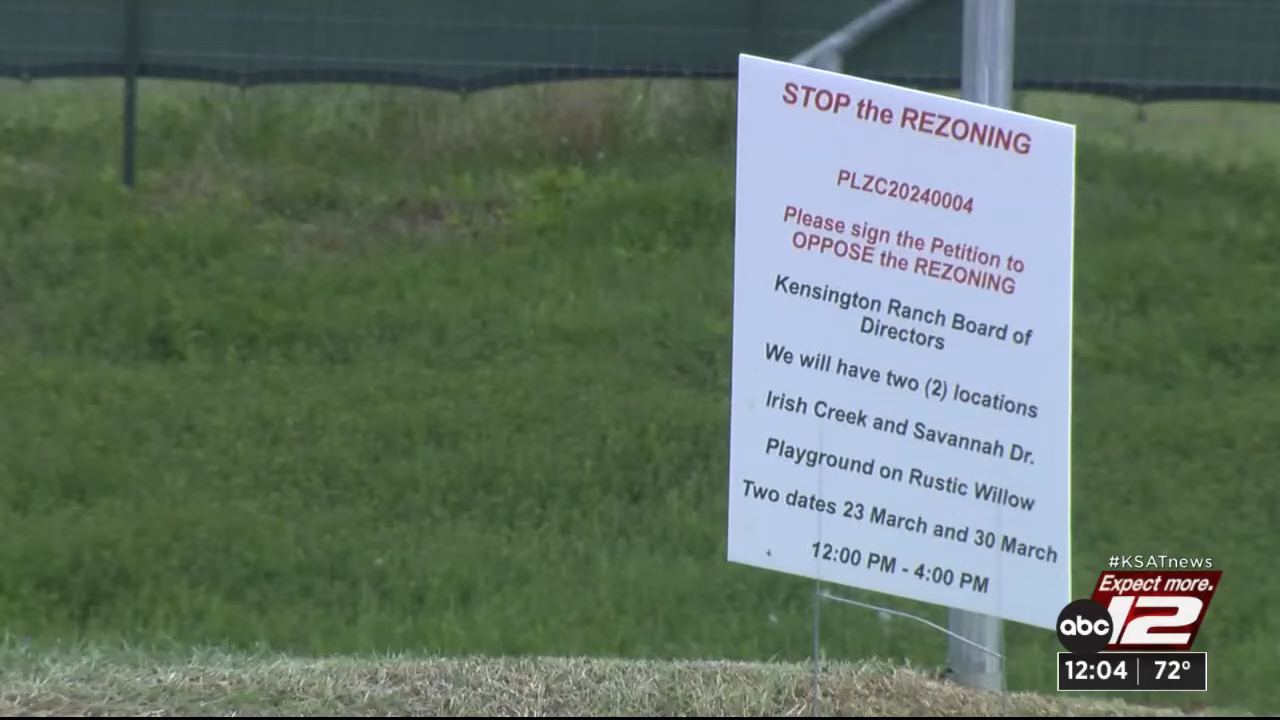 STOP the REZONING
PLZC20240004
Please sign the Petition to
OPPOSE the REZONING
Kensington Ranch Board of
Directors
We will have two (2) locations
Irish Creek and Savannah Dr.
Playground on Rustic Willow
Two dates 23 March and 30 March
12:00 PM - 4:00 PM
#KSATnews
Expect more.
abc 12
12:04 72°